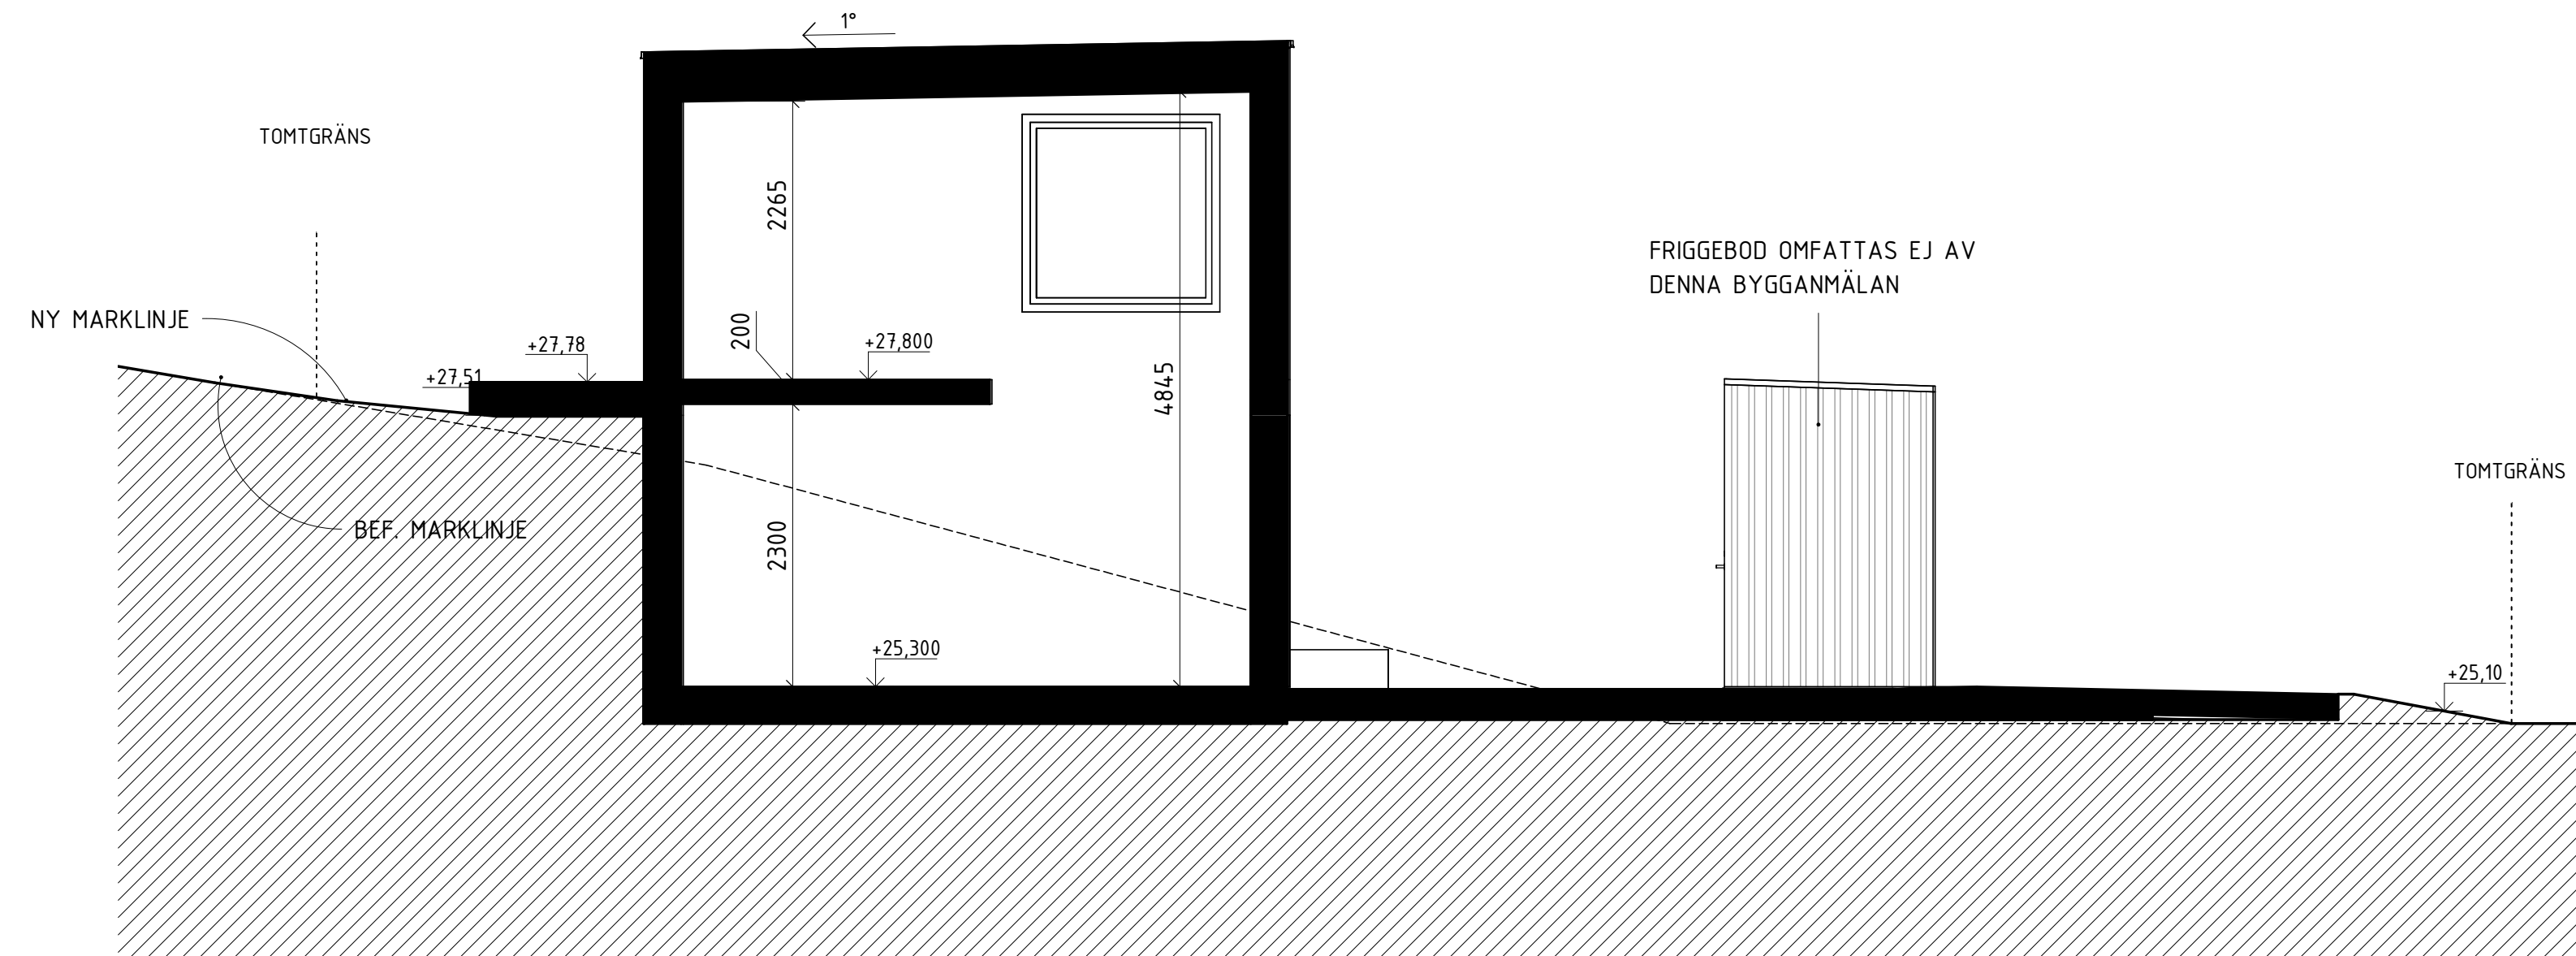 1°
TOMTGRÄNS
2265
FRIGGEBOD OMFATTAS EJ AV
DENNA BYGGANMÄLAN
NY MARKLINJE
200
+27,78
+27,800
+27,51
4845
TOMTGRÄNS
BEF. MARKLINJE
2300
+25,300
+25,10